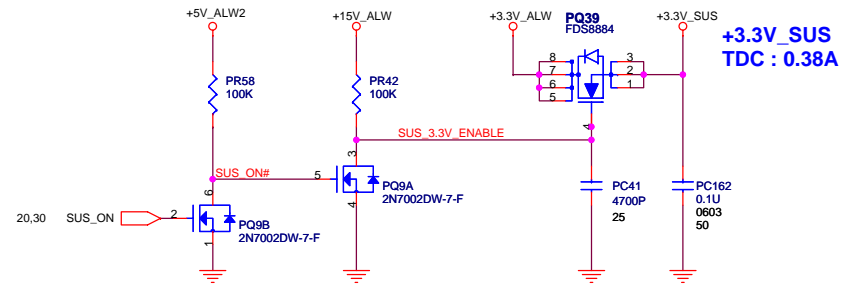 +5V_ALW2
+15V_ALW
+3.3V_ALW
PQ39
FDS8884
+3.3V_SUS
+3.3V_SUS
TDC : 0.38A
8
7
6
5
3
2
1
4
PR58
100K
PR42
100K
SUS_3.3V_ENABLE
SUS_ON#
5
3
4
PQ9A
2N7002DW-7-F
PC41
4700P
25
PC162
0.1U
0603
50
20,30
SUS_ON
2
6
1
PQ9B
2N7002DW-7-F